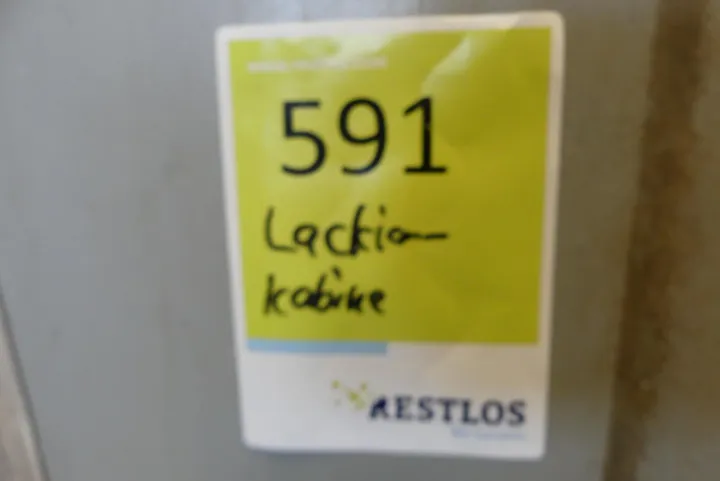 591
Lackier-
kabine
RESTLOS